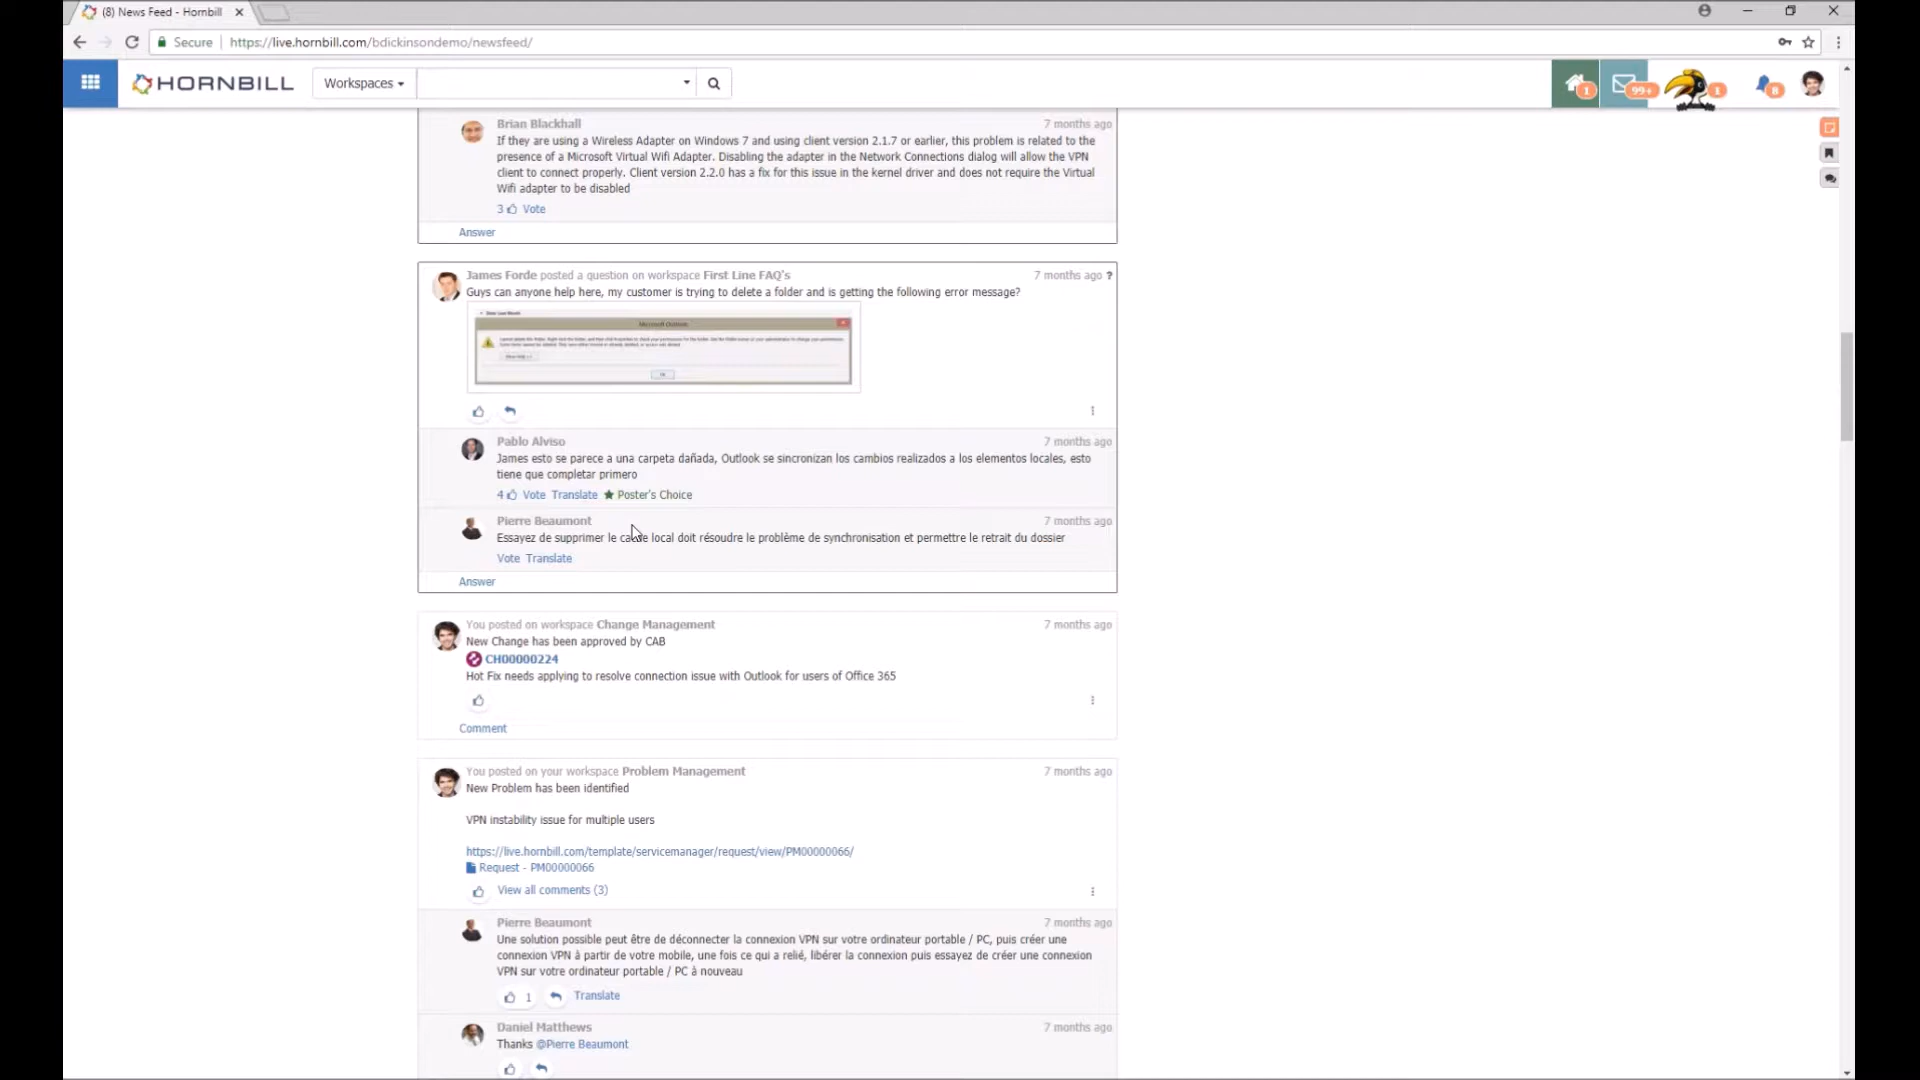 (8) News Feed - Hornbill
Secure
https://live.hornbill.com/bdickinsondemo/newsfeed/
HORNBILL
Workspaces
1
99+
1
8
Brian Blackhall 7 months ago
If they are using a Wireless Adapter on Windows 7 and using client version 2.1.7 or earlier, this problem is related to the
presence of a Microsoft Virtual Wifi Adapter. Disabling the adapter in the Network Connections dialog will allow the VPN
client to connect properly. Client version 2.2.0 has a fix for this issue in the kernel driver and does not require the Virtual
Wifi adapter to be disabled
3 Vote
Answer
James Forde posted a question on workspace First Line FAQ's 7 months ago ?
Guys can anyone help here, my customer is trying to delete a folder and is getting the following error message?
Microsoft Outlook
OK
Pablo Alviso 7 months ago
James esto se parece a una carpeta dañada, Outlook se sincronizan los cambios realizados a los elementos locales, esto
tiene que completar primero
4 Vote Translate Poster's Choice
Pierre Beaumont 7 months ago
Essayez de supprimer le local doit résoudre le problème de synchronisation et permettre le retrait du dossier
Vote Translate
Answer
You posted on workspace Change Management 7 months ago
New Change has been approved by CAB
CH00000224
Hot Fix needs applying to resolve connection issue with Outlook for users of Office 365
Comment
You posted on your workspace Problem Management 7 months ago
New Problem has been identified
VPN instability issue for multiple users
https://live.hornbill.com/template/servicemanager/request/view/PM00000066/
Request - PM00000066
View all comments (3)
Pierre Beaumont 7 months ago
Une solution possible peut être de déconnecter la connexion VPN sur votre ordinateur portable / PC, puis créer une
connexion VPN à partir de votre mobile, une fois ce qui a relié, libérer la connexion puis essayez de créer une connexion
VPN sur votre ordinateur portable / PC à nouveau
1 Translate
Daniel Matthews 7 months ago
Thanks @Pierre Beaumont